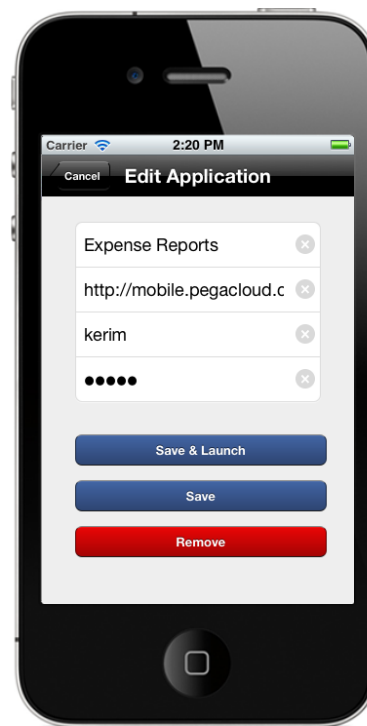 Carrier 2:20 PM
Cancel Edit Application
Expense Reports
http://mobile.pegacloud.c
kerim
●●●●●
Save & Launch
Save
Remove